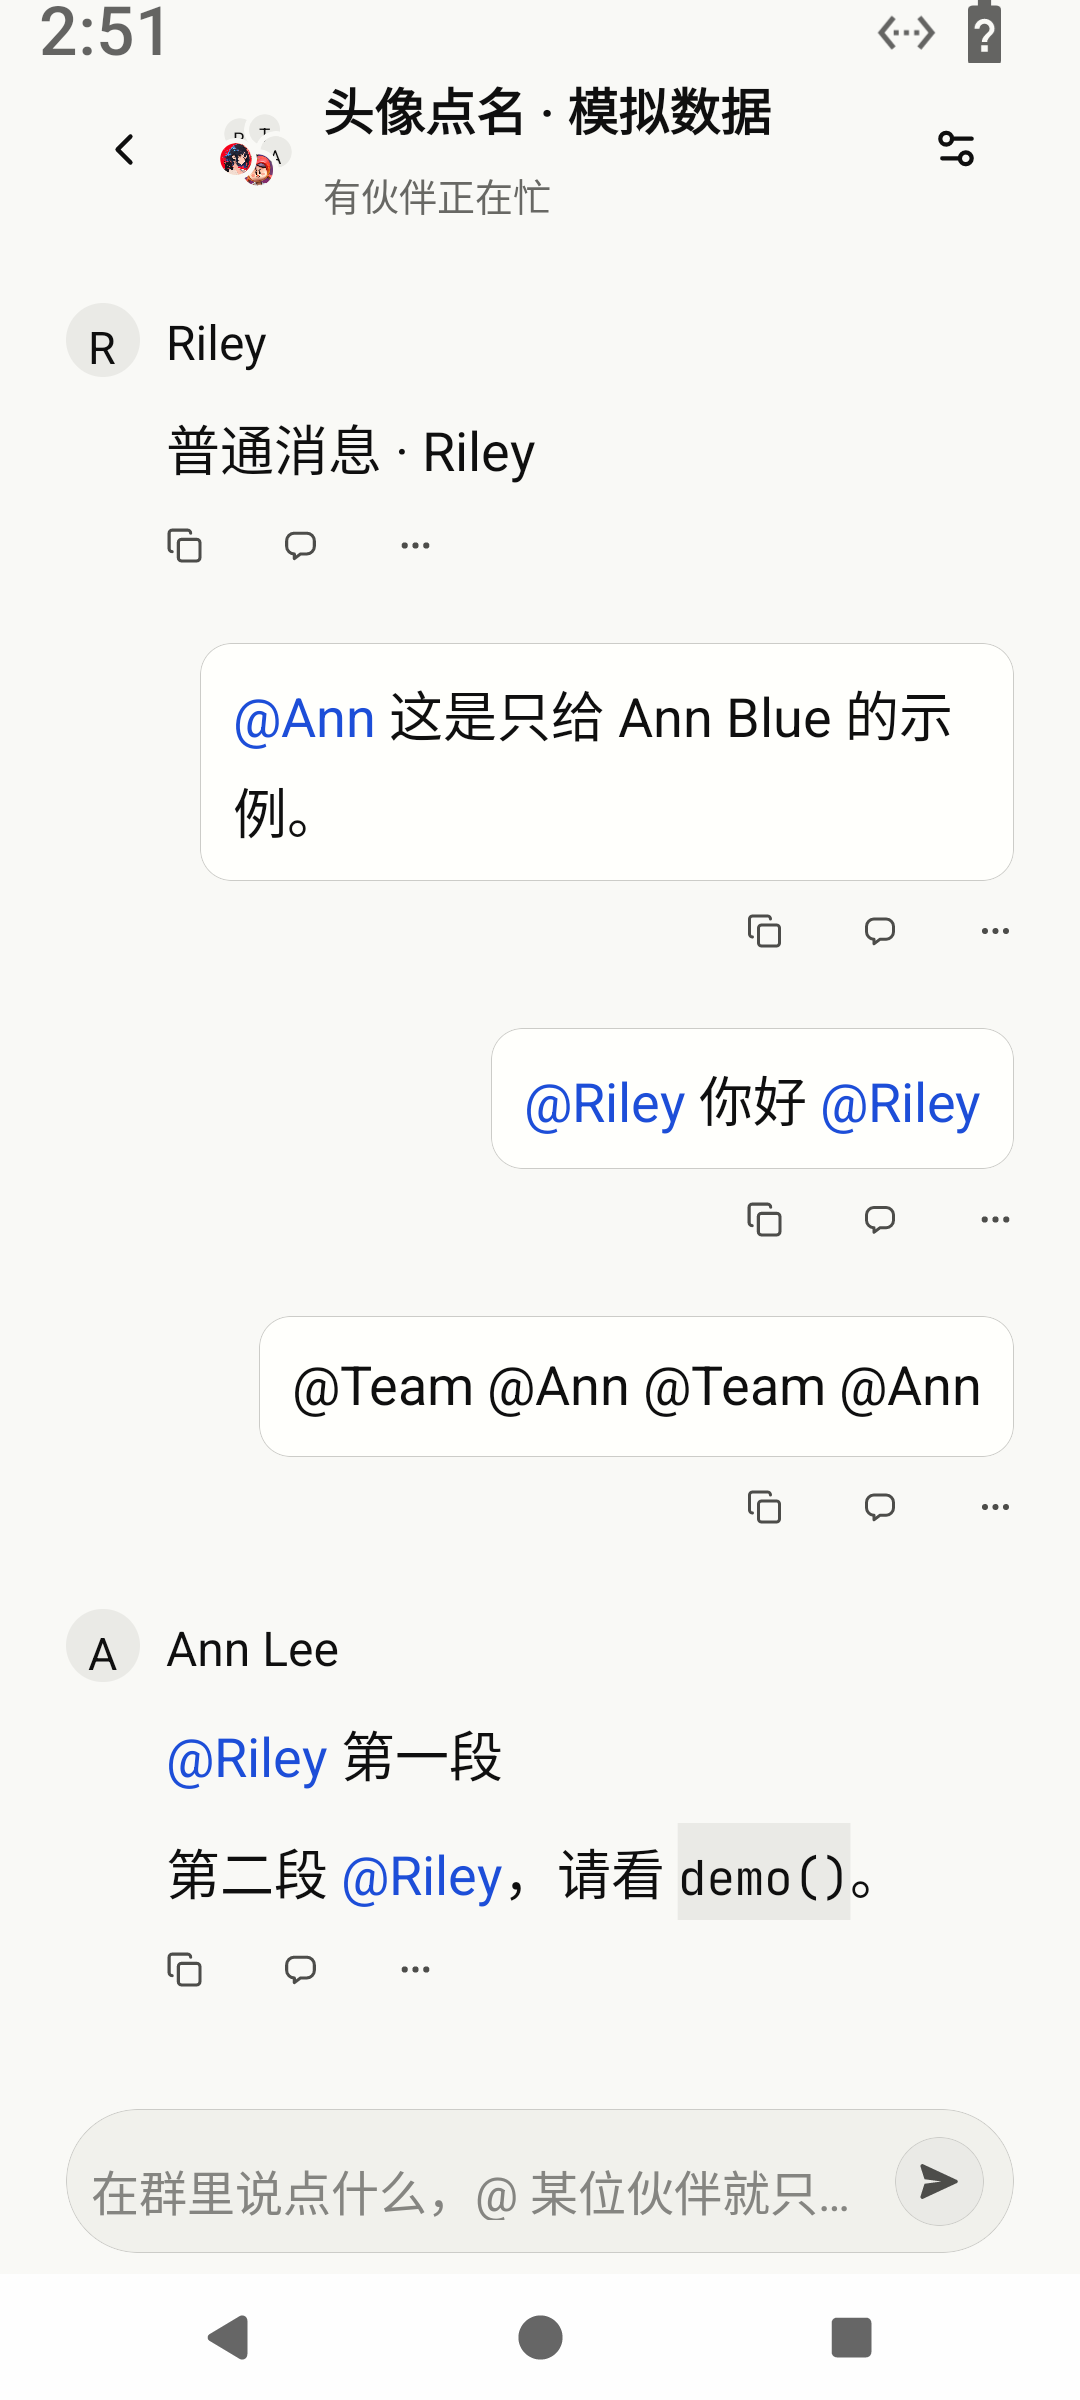 2:51
头像点名 · 模拟数据
有伙伴正在忙
R
Riley
普通消息 · Riley
@Ann 这是只给 Ann Blue 的示
例。
@Riley 你好 @Riley
@Team @Ann @Team @Ann
A
Ann Lee
@Riley 第一段
第二段 @Riley，请看 demo()。
在群里说点什么，@ 某位伙伴就只…